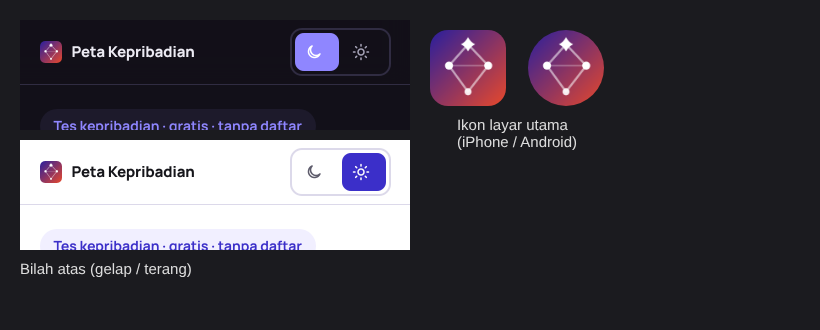 Peta Kepribadian
Tes kepribadian · gratis · tanpa daftar
Peta Kepribadian
Tes kepribadian · gratis · tanpa daftar
Bilah atas (gelap / terang)
Ikon layar utama
(iPhone / Android)